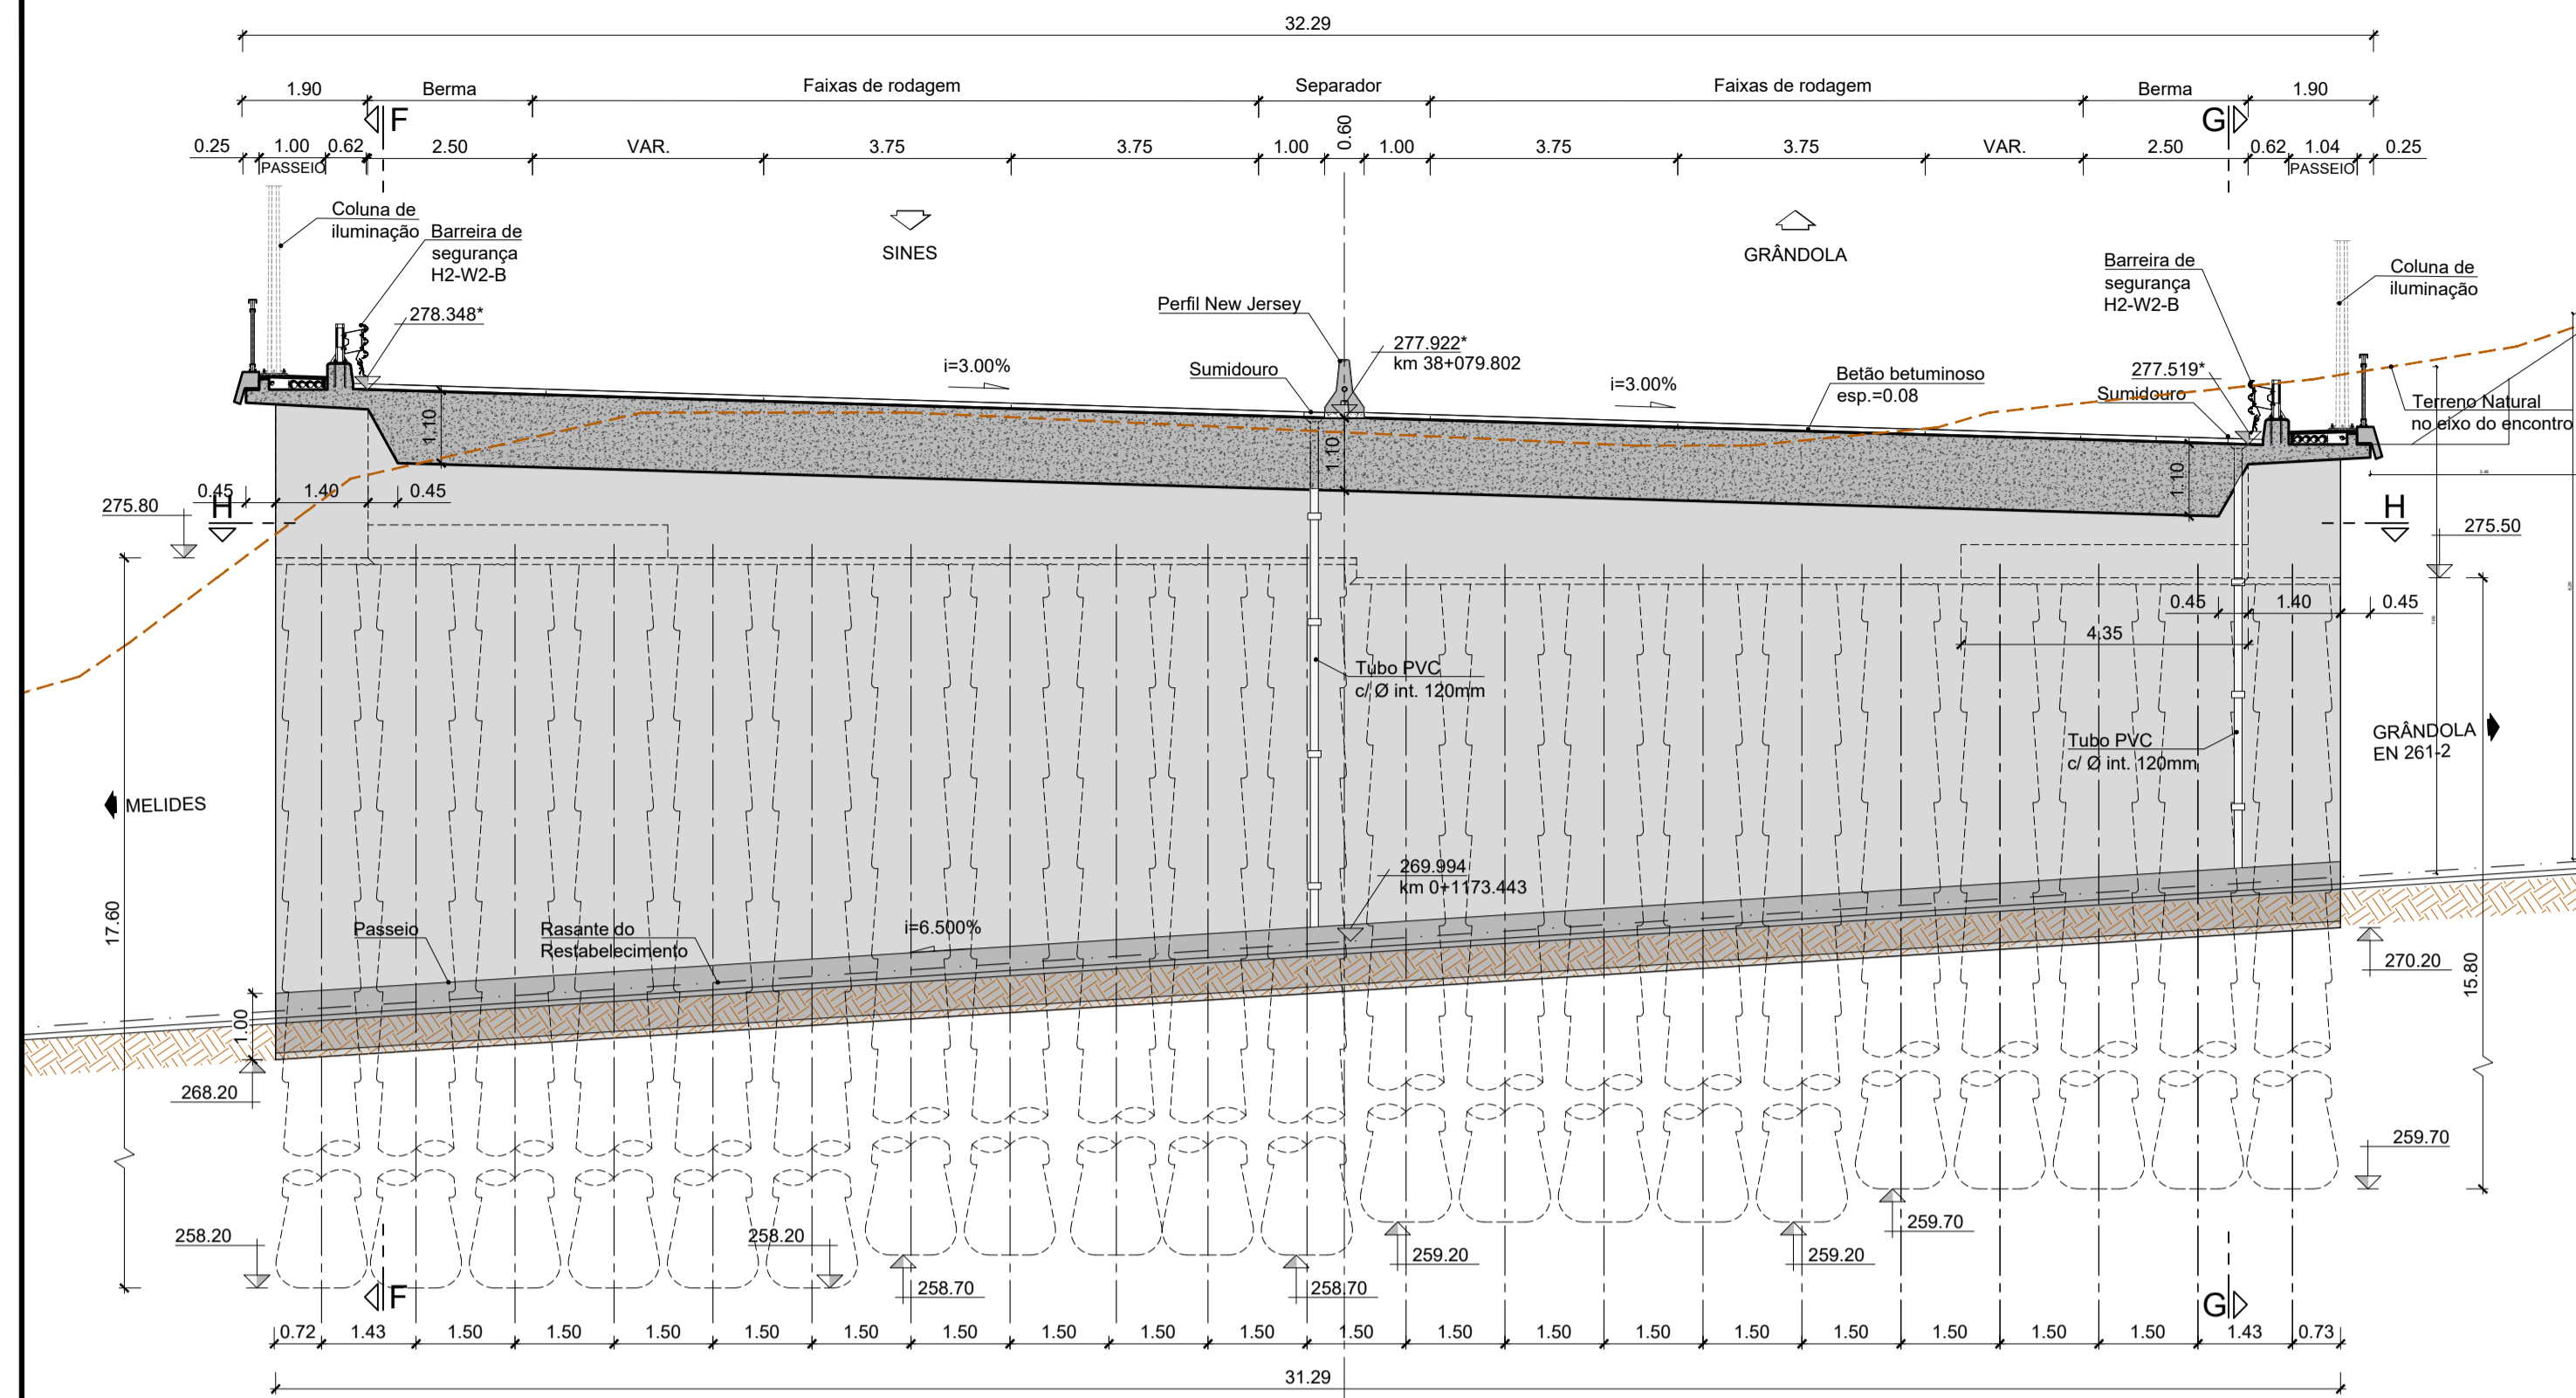 32.29
1.90 Berma Faixas de rodagem Separador Faixas de rodagem Berma 1.90
F G
0.25 1.00 0.62 2.50 VAR. 3.75 3.75 1.00 0.60 1.00 3.75 3.75 VAR. 2.50 0.62 1.04 0.25
PASSEIO PASSEIO
Coluna de
iluminação
Barreira de
segurança
H2-W2-B
278.348*
SINES
GRÂNDOLA
Barreira de
segurança
H2-W2-B
Coluna de
iluminação
Perfil New Jersey
277.922*
km 38+079.802
Sumidouro
i=3.00%
i=3.00%
Betão betuminoso
esp.=0.08
277.519*
Sumidouro
Terreno Natural
no eixo do encontro
1.10
1.10
1.10
0.45 1.40 0.45
275.80
H
H
275.50
0.45 1.40 0.45
4.35
Tubo PVC
c/ Ø int. 120mm
Tubo PVC
c/ Ø int. 120mm
GRÂNDOLA
EN 261-2
MELIDES
269.994
km 0+1173.443
17.60
Passeio
Rasante do
Restabelecimento
i=6.500%
1.00
268.20
270.20
15.80
259.70
258.20
258.20
258.70
258.70
259.20
259.20
259.70
F
G
0.72 1.43 1.50 1.50 1.50 1.50 1.50 1.50 1.50 1.50 1.50 1.50 1.50 1.50 1.50 1.50 1.50 1.50 1.50 1.50 1.43 0.73
31.29